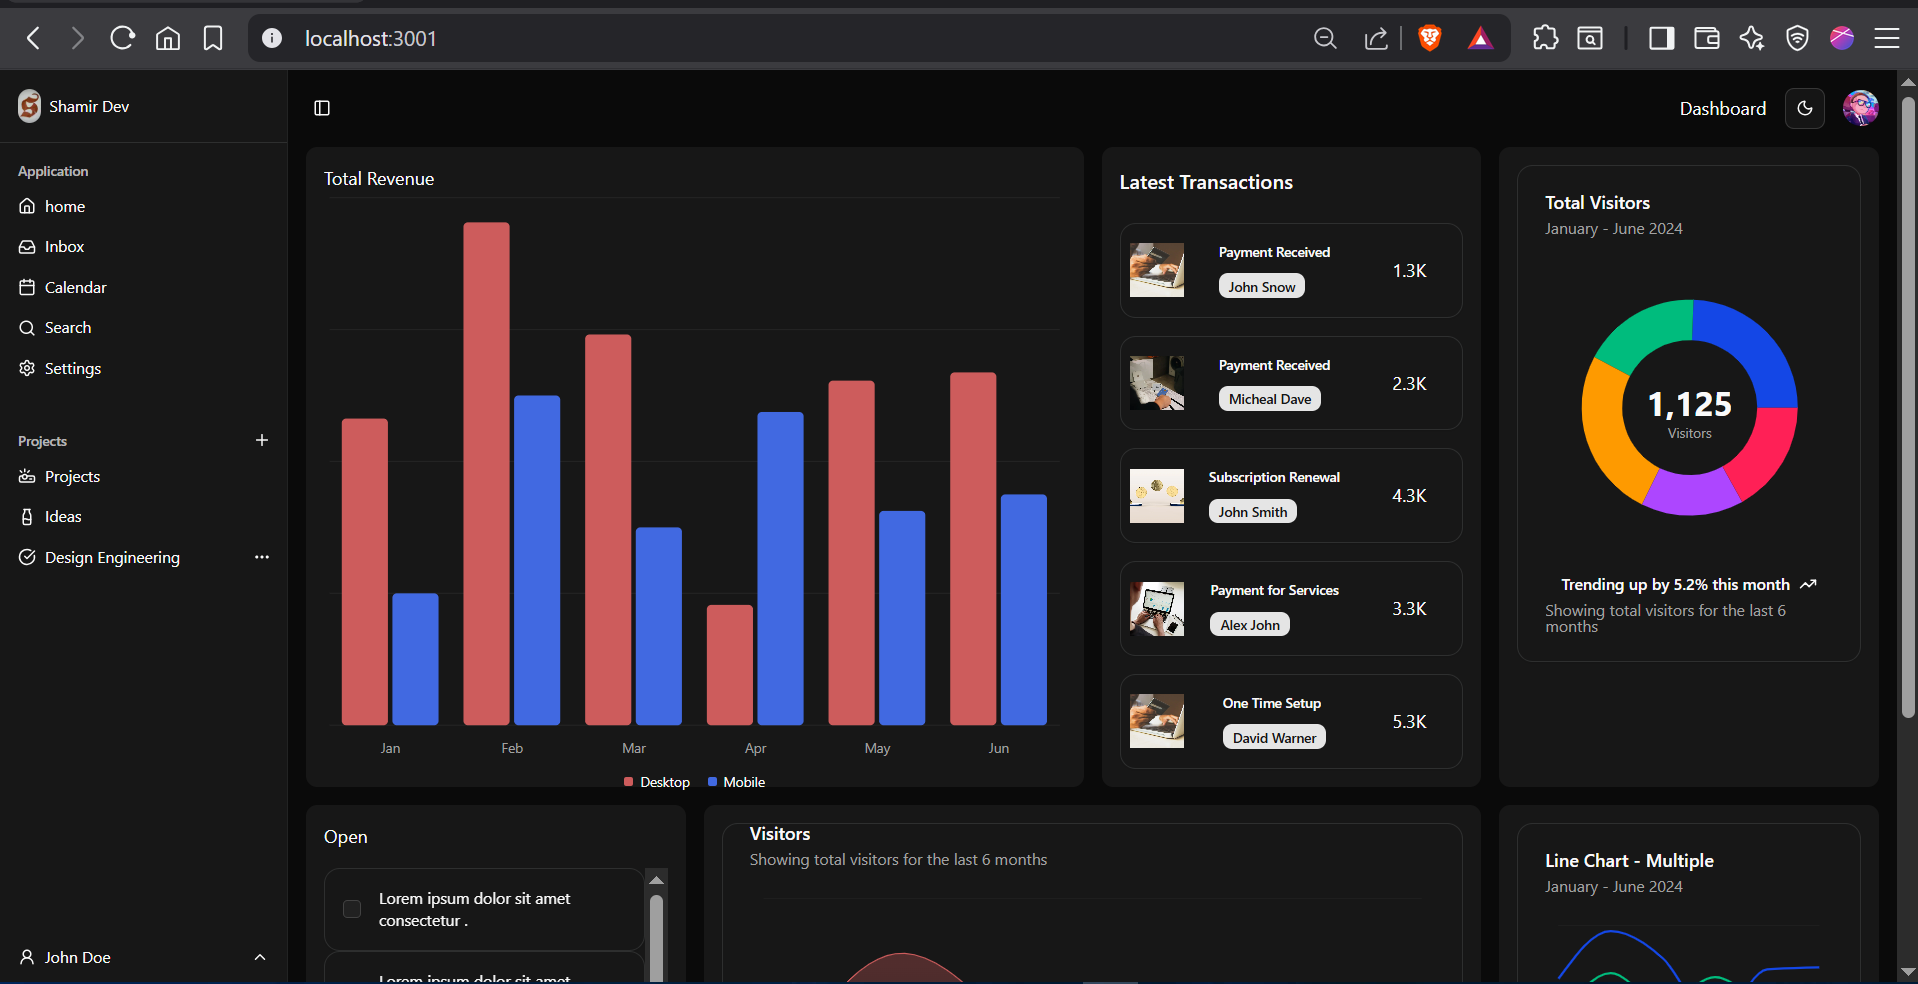 localhost:3001
S
Shamir Dev
Application
home
Inbox
Calendar
Search
Settings
Projects
Projects
Ideas
Design Engineering
John Doe
Dashboard
Total Revenue
Jan Feb Mar Apr May Jun
Desktop Mobile
Latest Transactions
Payment Received
John Snow
1.3K
Payment Received
Micheal Dave
2.3K
Subscription Renewal
John Smith
4.3K
Payment for Services
Alex John
3.3K
One Time Setup
David Warner
5.3K
Total Visitors
January - June 2024
1,125
Visitors
Trending up by 5.2% this month
Showing total visitors for the last 6
months
Open
Lorem ipsum dolor sit amet
consectetur .
Lorem ipsum dolor sit amet
Visitors
Showing total visitors for the last 6 months
Line Chart - Multiple
January - June 2024